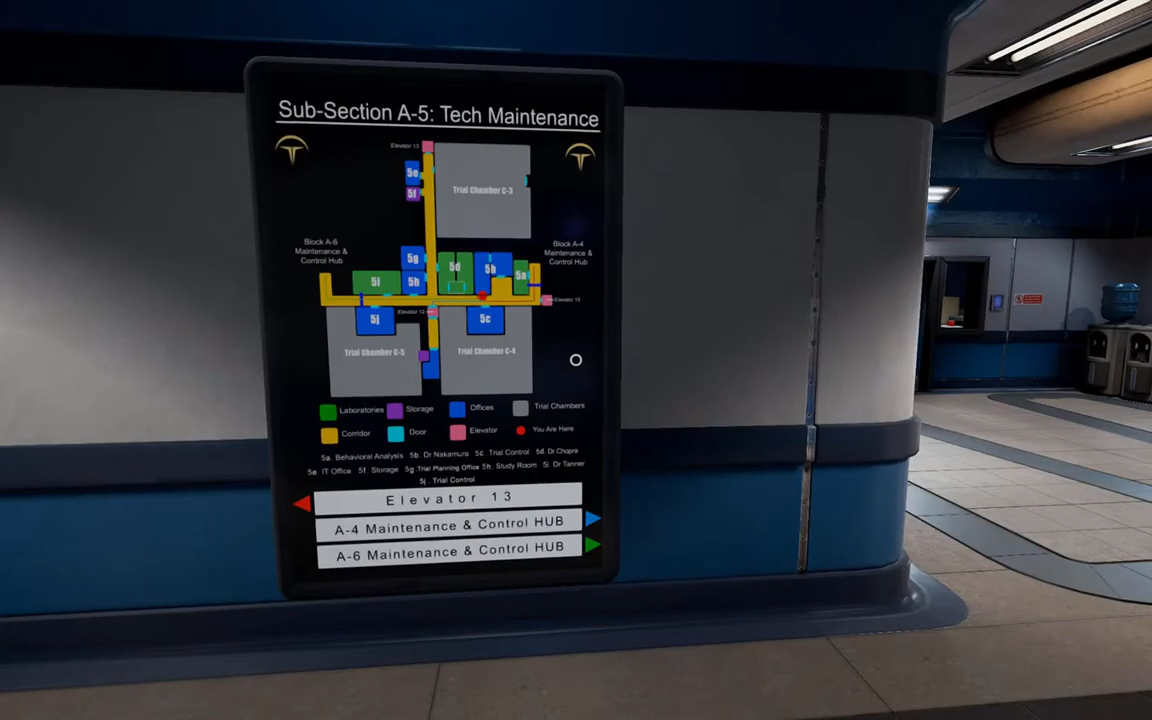 Sub-Section A-5: Tech Maintenance
Elevator 13
5e
5f
Trial Chamber C-3
Block A-6
Maintenance &
Control Hub
Block A-4
Maintenance &
Control Hub
5g
5d
5b
5a
5i
5h
5j
5c
Trial Chamber C-5
Trial Chamber C-4
Laboratories Storage Offices Trial Chambers
Corridor Door Elevator You Are Here
5a. Behavioral Analysis 5b. Dr Nakamura 5c. Trial Control 5d. Dr Chopra
5e. IT Office 5f. Storage 5g. Trial Planning Office 5h. Study Room 5i. Dr Tanner
5j. Trial Control
Elevator 13
A-4 Maintenance & Control HUB
A-6 Maintenance & Control HUB